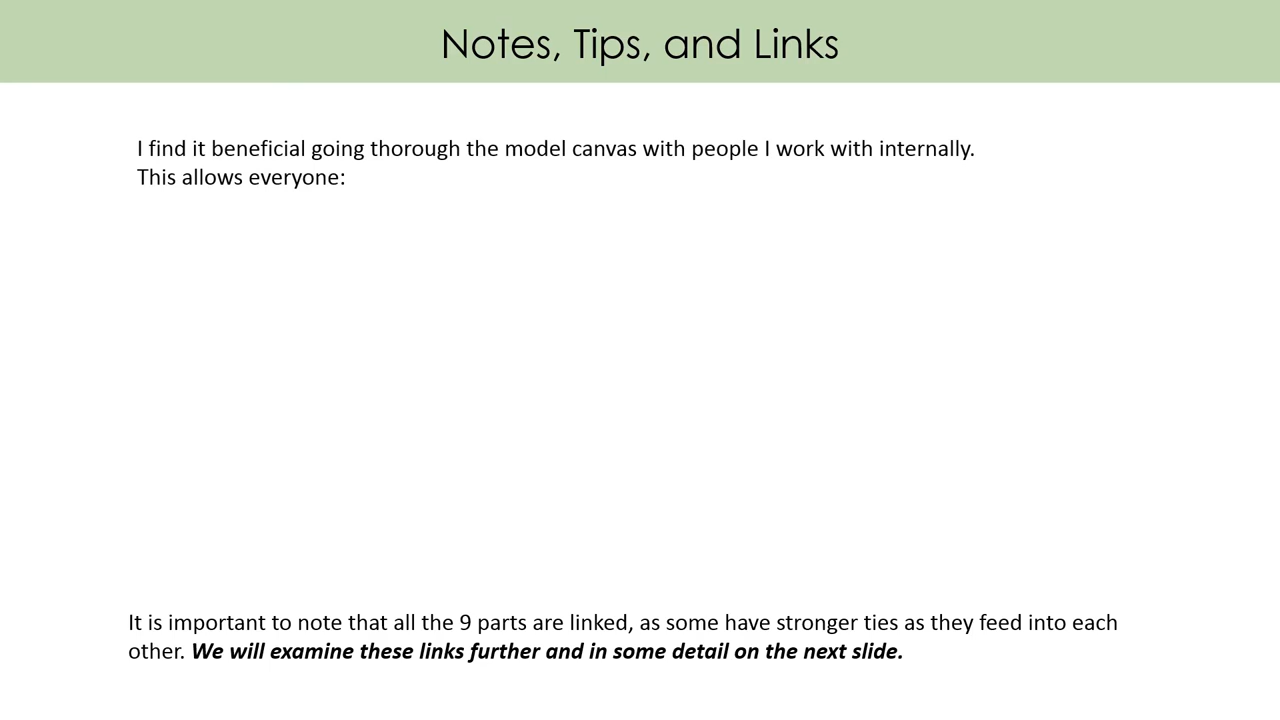 Notes, Tips, and Links
I find it beneficial going thorough the model canvas with people I work with internally.
This allows everyone:
It is important to note that all the 9 parts are linked, as some have stronger ties as they feed into each
other. We will examine these links further and in some detail on the next slide.